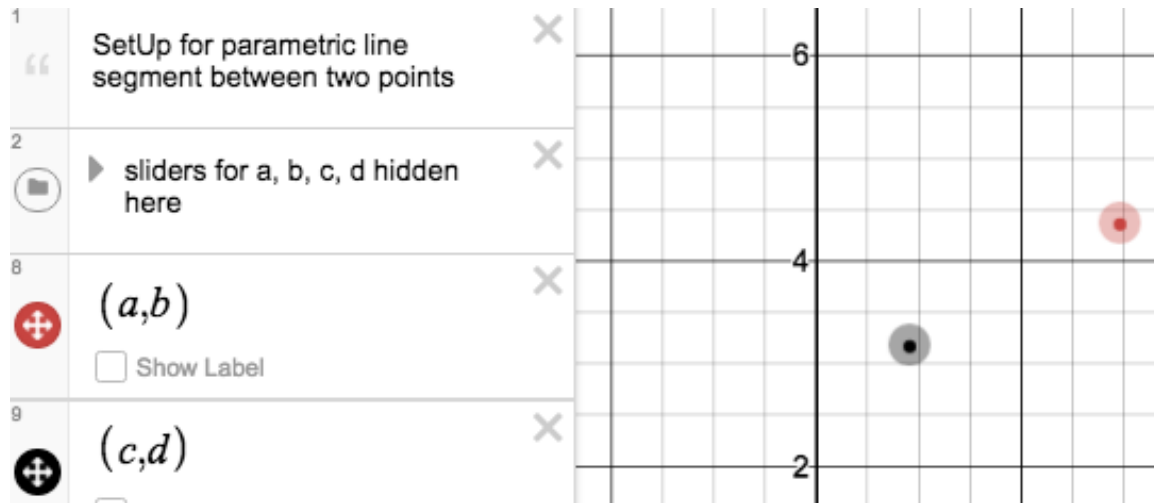 1
SetUp for parametric line
segment between two points
2
sliders for a, b, c, d hidden
here
8
(a,b)
Show Label
9
(c,d)
6
4
2